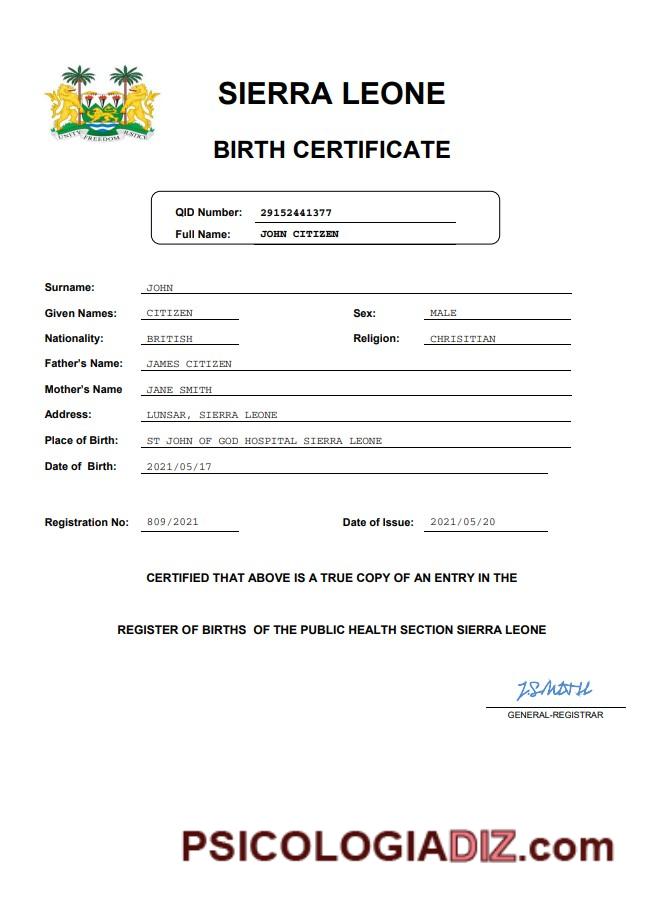 UNITY FREEDOM JUSTICE
SIERRA LEONE
BIRTH CERTIFICATE
QID Number: 29152441377
Full Name: JOHN CITIZEN
Surname: JOHN
Given Names: CITIZEN Sex: MALE
Nationality: BRITISH Religion: CHRISITIAN
Father's Name: JAMES CITIZEN
Mother's Name JANE SMITH
Address: LUNSAR, SIERRA LEONE
Place of Birth: ST JOHN OF GOD HOSPITAL SIERRA LEONE
Date of Birth: 2021/05/17
Registration No: 809/2021 Date of Issue: 2021/05/20
CERTIFIED THAT ABOVE IS A TRUE COPY OF AN ENTRY IN THE
REGISTER OF BIRTHS OF THE PUBLIC HEALTH SECTION SIERRA LEONE
J.SMITH
GENERAL-REGISTRAR
PSICOLOGIADIZ.com